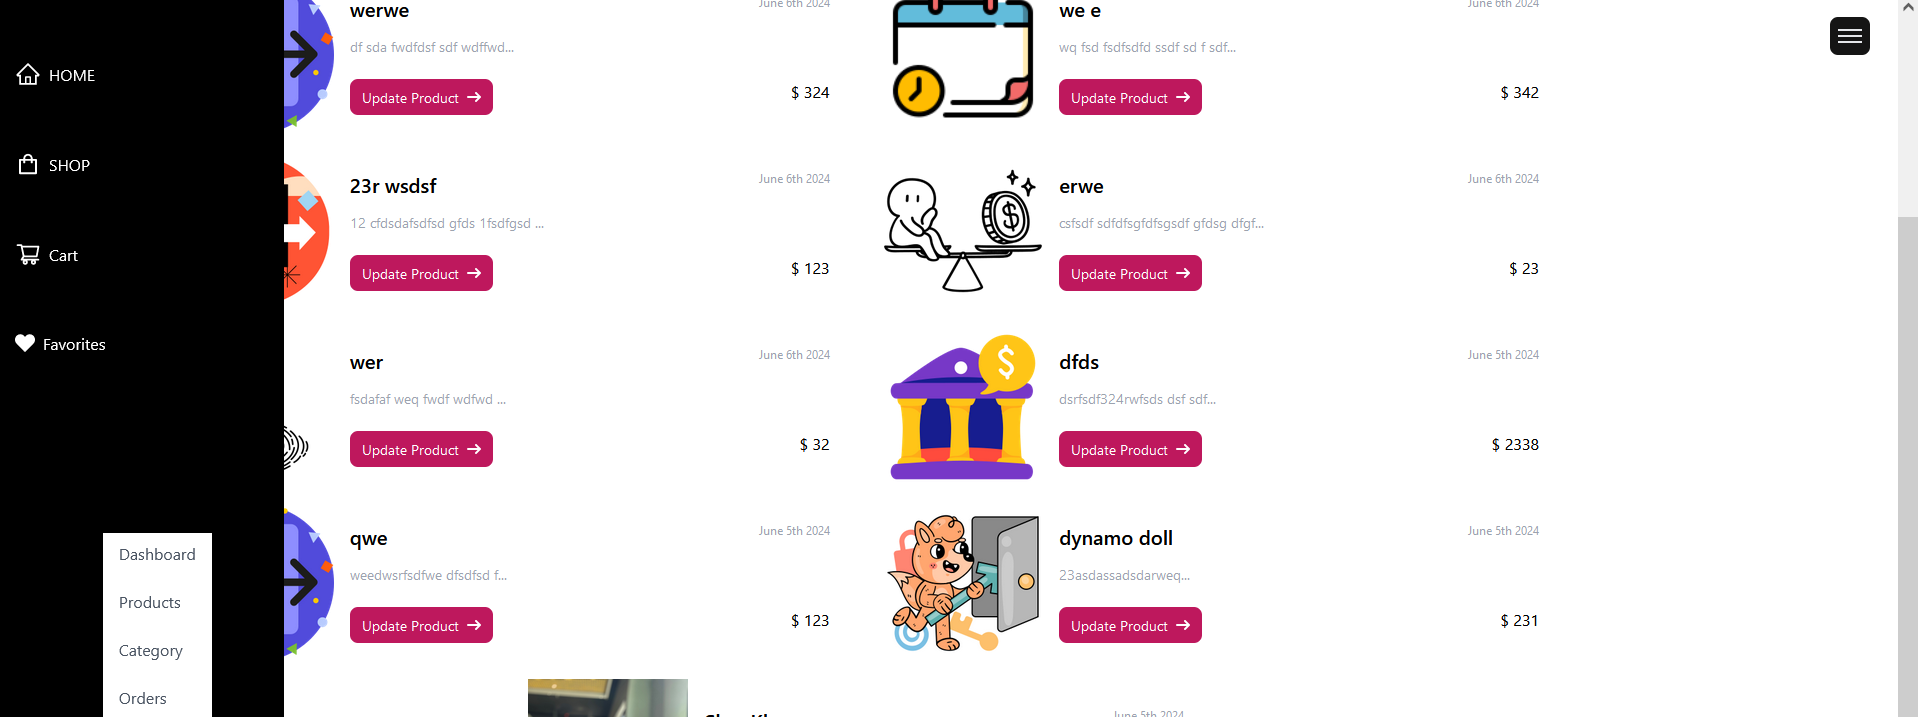 HOME
SHOP
Cart
Favorites
Dashboard
Products
Category
Orders
werwe
June 6th 2024
df sda fwdfdsf sdf wdffwd...
Update Product
$ 324
we e
June 6th 2024
wq fsd fsdfsdfd ssdf sd f sdf...
Update Product
$ 342
23r wsdsf
June 6th 2024
12 cfdsdafsdfsd gfds 1fsdfgsd ...
Update Product
$ 123
erwe
June 6th 2024
csfsdf sdfdfsgfdfsgsdf gfdsg dfgf...
Update Product
$ 23
wer
June 6th 2024
fsdafaf weq fwdf wdfwd ...
Update Product
$ 32
dfds
June 5th 2024
dsrfsdf324rwfsds dsf sdf...
Update Product
$ 2338
qwe
June 5th 2024
weedwsrfsdfwe dfsdfsd f...
Update Product
$ 123
dynamo doll
June 5th 2024
23asdassadsdarweq...
Update Product
$ 231
June 5th 2024